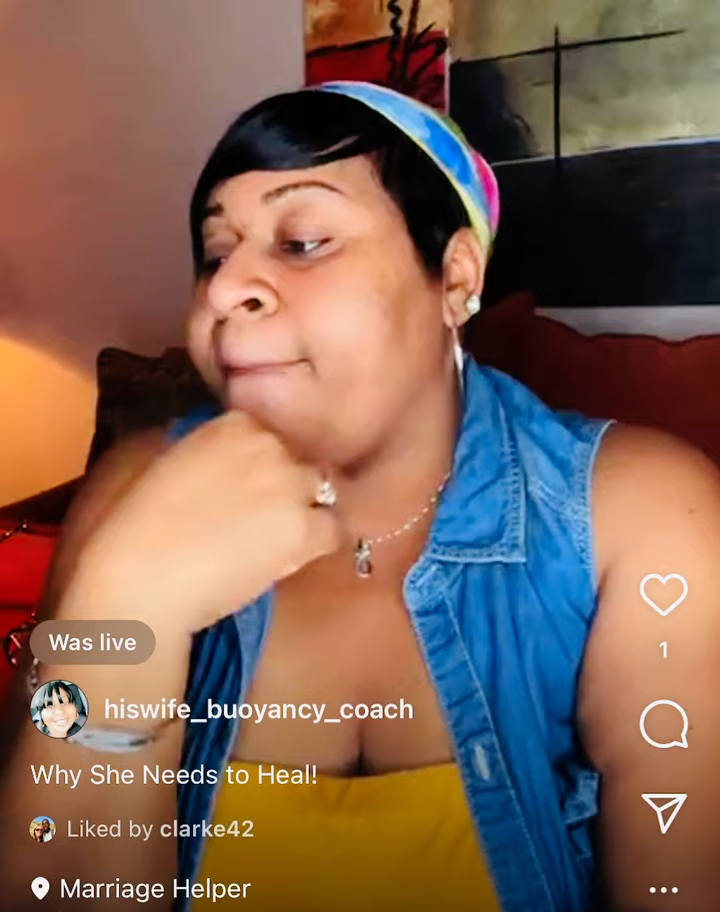 Was live
1
hiswife_buoyancy_coach
Why She Needs to Heal!
Liked by clarke42
Marriage Helper